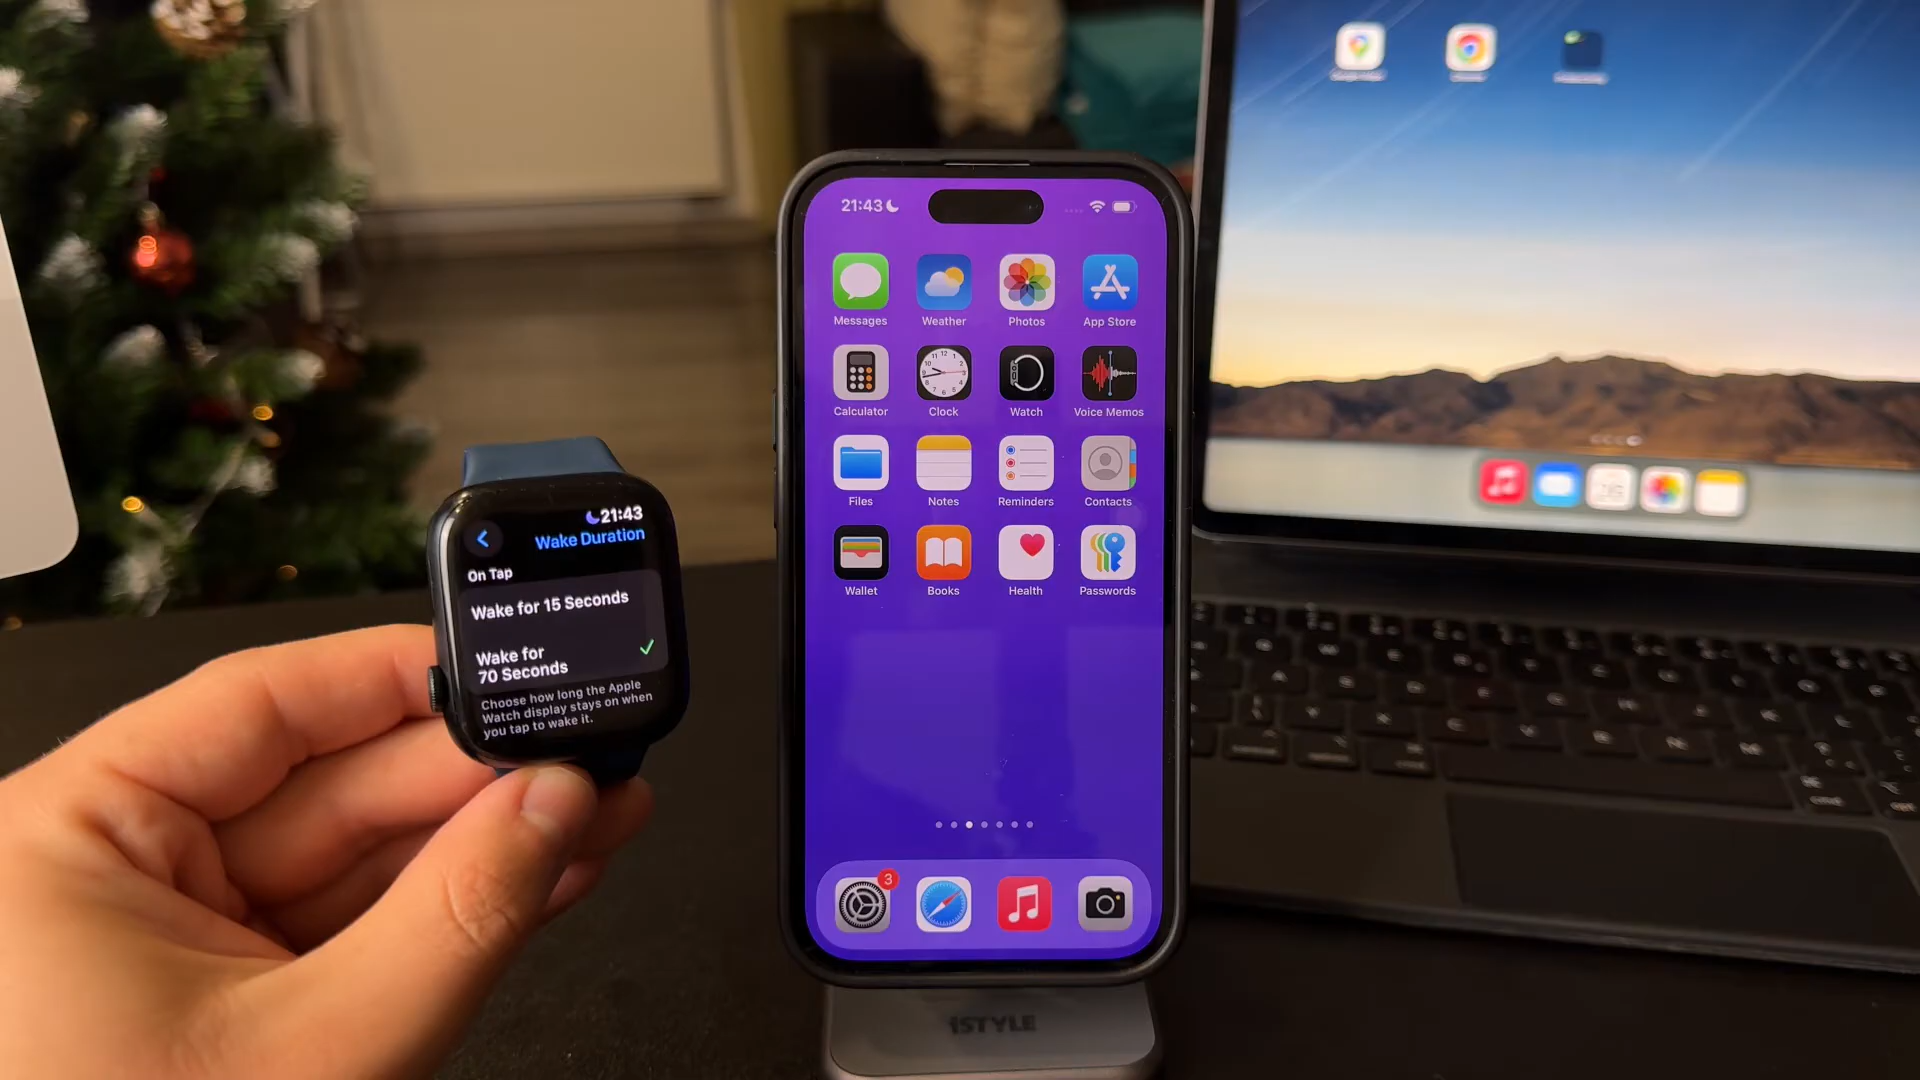 21:43
Wake Duration
On Tap
Wake for 15 Seconds
Wake for
70 Seconds
Choose how long the Apple
Watch display stays on when
you tap to wake it.
21:43
Messages
Weather
Photos
App Store
Calculator
Clock
Watch
Voice Memos
Files
Notes
Reminders
Contacts
Wallet
Books
Health
Passwords
3
iSTYLE